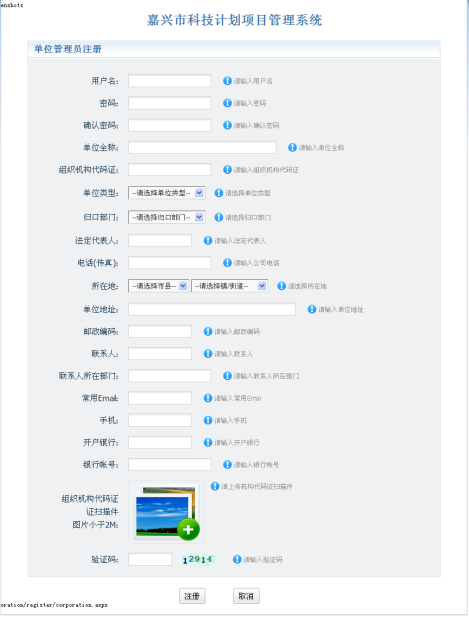 enshots
嘉兴市科技计划项目管理系统
单位管理员注册
用户名: 请输入用户名
密码: 请输入密码
确认密码: 请输入确认密码
单位全称: 请输入单位全称
组织机构代码证: 请输入组织机构代码证
单位类型: --请选择单位类型-- 请选择单位类型
归口部门: --请选择归口部门-- 请选择归口部门
法定代表人: 请输入法定代表人
电话(传真): 请输入公司电话
所在地: --请选择市县-- --请选择镇/街道-- 请选择所在地
单位地址: 请输入单位地址
邮政编码: 请输入邮政编码
联系人: 请输入联系人
联系人所在部门: 请输入联系人所在部门
常用Email: 请输入常用Emai
手机: 请输入手机
开户银行: 请输入开户银行
银行帐号: 请输入银行帐号
请上传机构代码证扫描件
组织机构代码证
证扫描件
图片小于2M:
验证码: 12914 请输入验证码
注册 取消
oration/register/corporation.aspx